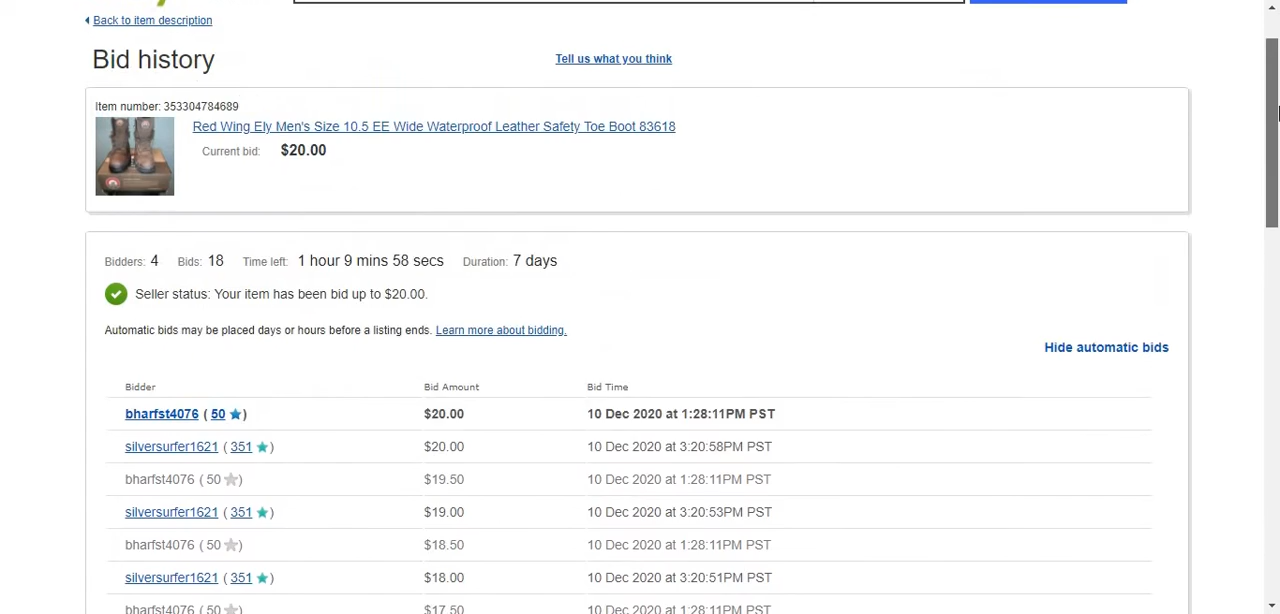 Back to item description
Bid history
Tell us what you think
Item number: 353304784689
Red Wing Ely Men's Size 10.5 EE Wide Waterproof Leather Safety Toe Boot 83618
Current bid: $20.00
Bidders: 4 Bids: 18 Time left: 1 hour 9 mins 58 secs Duration: 7 days
Seller status: Your item has been bid up to $20.00.
Automatic bids may be placed days or hours before a listing ends. Learn more about bidding.
Hide automatic bids
Bidder Bid Amount Bid Time
bharfst4076 ( 50 ) $20.00 10 Dec 2020 at 1:28:11PM PST
silversurfer1621 ( 351 ) $20.00 10 Dec 2020 at 3:20:58PM PST
bharfst4076 ( 50 ) $19.50 10 Dec 2020 at 1:28:11PM PST
silversurfer1621 ( 351 ) $19.00 10 Dec 2020 at 3:20:53PM PST
bharfst4076 ( 50 ) $18.50 10 Dec 2020 at 1:28:11PM PST
silversurfer1621 ( 351 ) $18.00 10 Dec 2020 at 3:20:51PM PST
bharfst4076 ( 50 ) $17.50 10 Dec 2020 at 1:28:11PM PST